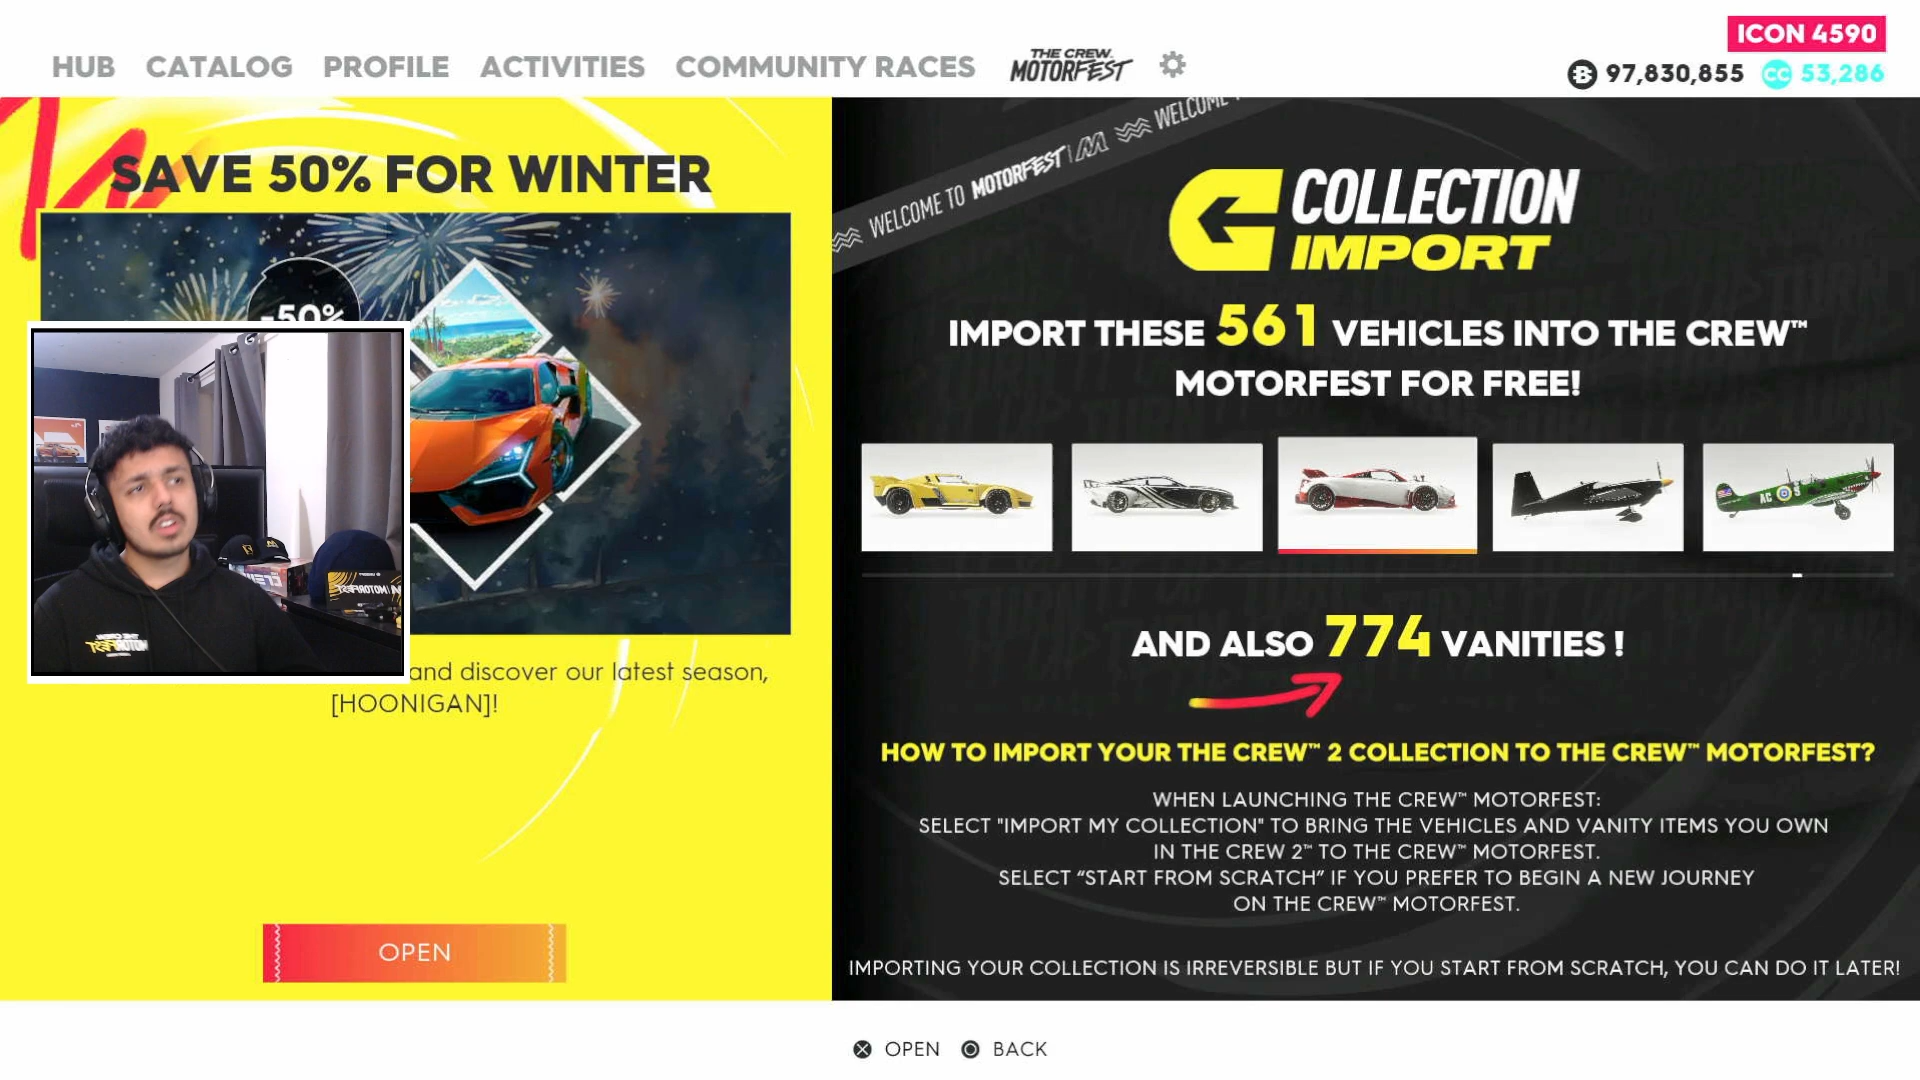 ICON 4590
HUB CATALOG PROFILE ACTIVITIES COMMUNITY RACES THE CREW MOTORFEST
97,830,855 CC 53,286
SAVE 50% FOR WINTER
-50%
and discover our latest season,
[HOONIGAN]!
OPEN
WELCOME TO MOTORFEST WELCOME
COLLECTION
IMPORT
IMPORT THESE 561 VEHICLES INTO THE CREW™
MOTORFEST FOR FREE!
AND ALSO 774 VANITIES !
HOW TO IMPORT YOUR THE CREW™ 2 COLLECTION TO THE CREW™ MOTORFEST?
WHEN LAUNCHING THE CREW™ MOTORFEST:
SELECT "IMPORT MY COLLECTION" TO BRING THE VEHICLES AND VANITY ITEMS YOU OWN
IN THE CREW 2™ TO THE CREW™ MOTORFEST.
SELECT “START FROM SCRATCH” IF YOU PREFER TO BEGIN A NEW JOURNEY
ON THE CREW™ MOTORFEST.
IMPORTING YOUR COLLECTION IS IRREVERSIBLE BUT IF YOU START FROM SCRATCH, YOU CAN DO IT LATER!
OPEN BACK